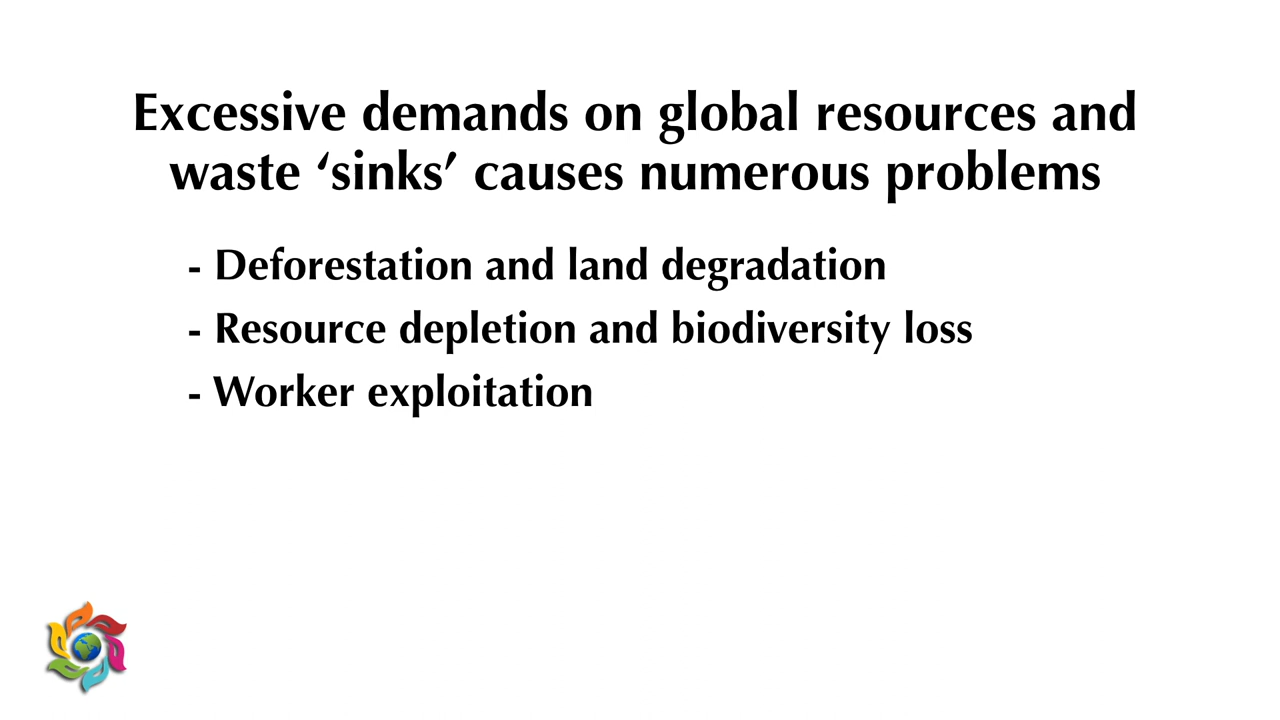 Excessive demands on global resources and
waste ‘sinks’ causes numerous problems
- Deforestation and land degradation
- Resource depletion and biodiversity loss
- Worker exploitation